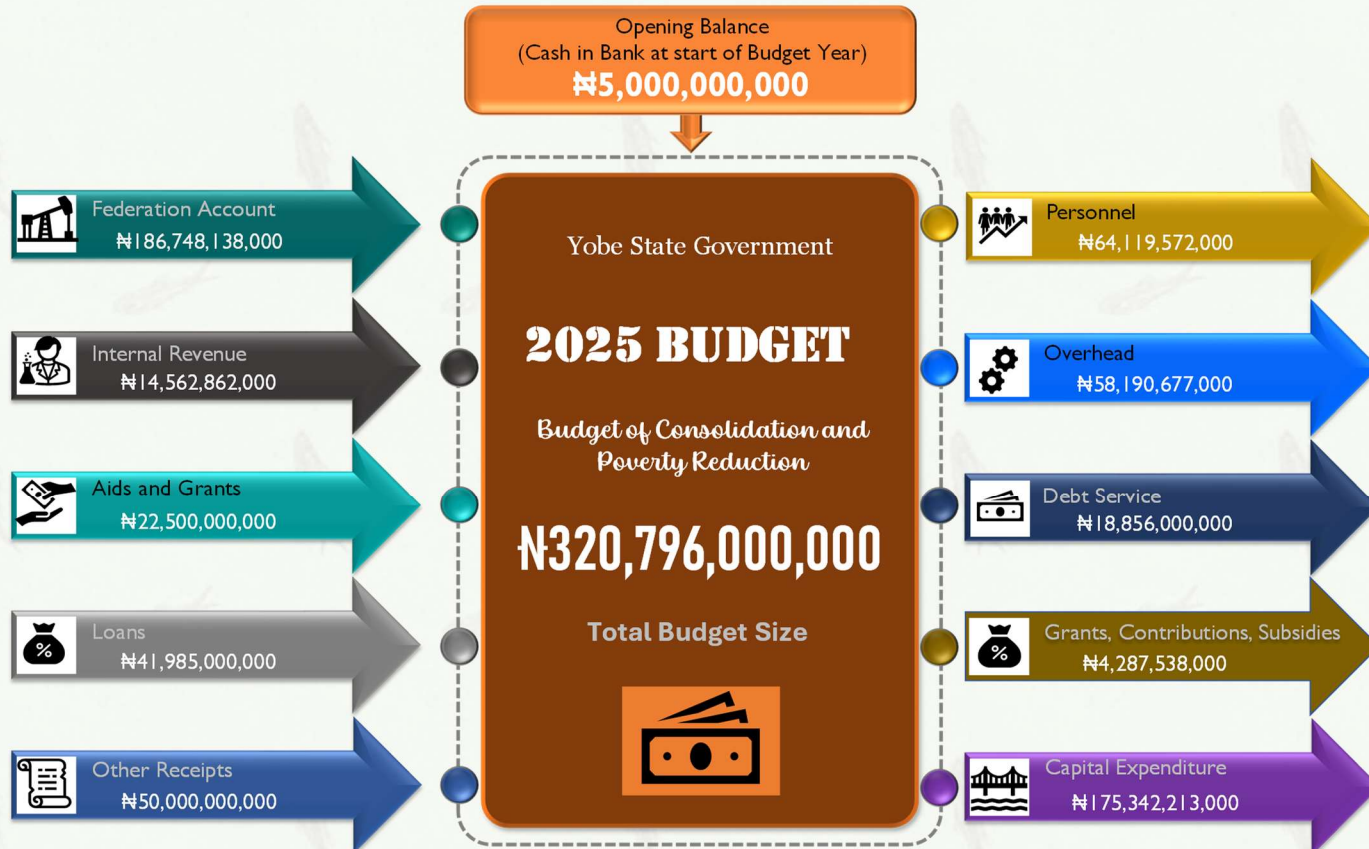 Opening Balance
(Cash in Bank at start of Budget Year)
₦5,000,000,000
Federation Account
₦186,748,138,000
Internal Revenue
₦14,562,862,000
Aids and Grants
₦22,500,000,000
%
Loans
₦41,985,000,000
Other Receipts
₦50,000,000,000
Yobe State Government
2025 BUDGET
Budget of Consolidation and
Poverty Reduction
₦320,796,000,000
Total Budget Size
Personnel
₦64,119,572,000
Overhead
₦58,190,677,000
Debt Service
₦18,856,000,000
%
Grants, Contributions, Subsidies
₦4,287,538,000
Capital Expenditure
₦175,342,213,000